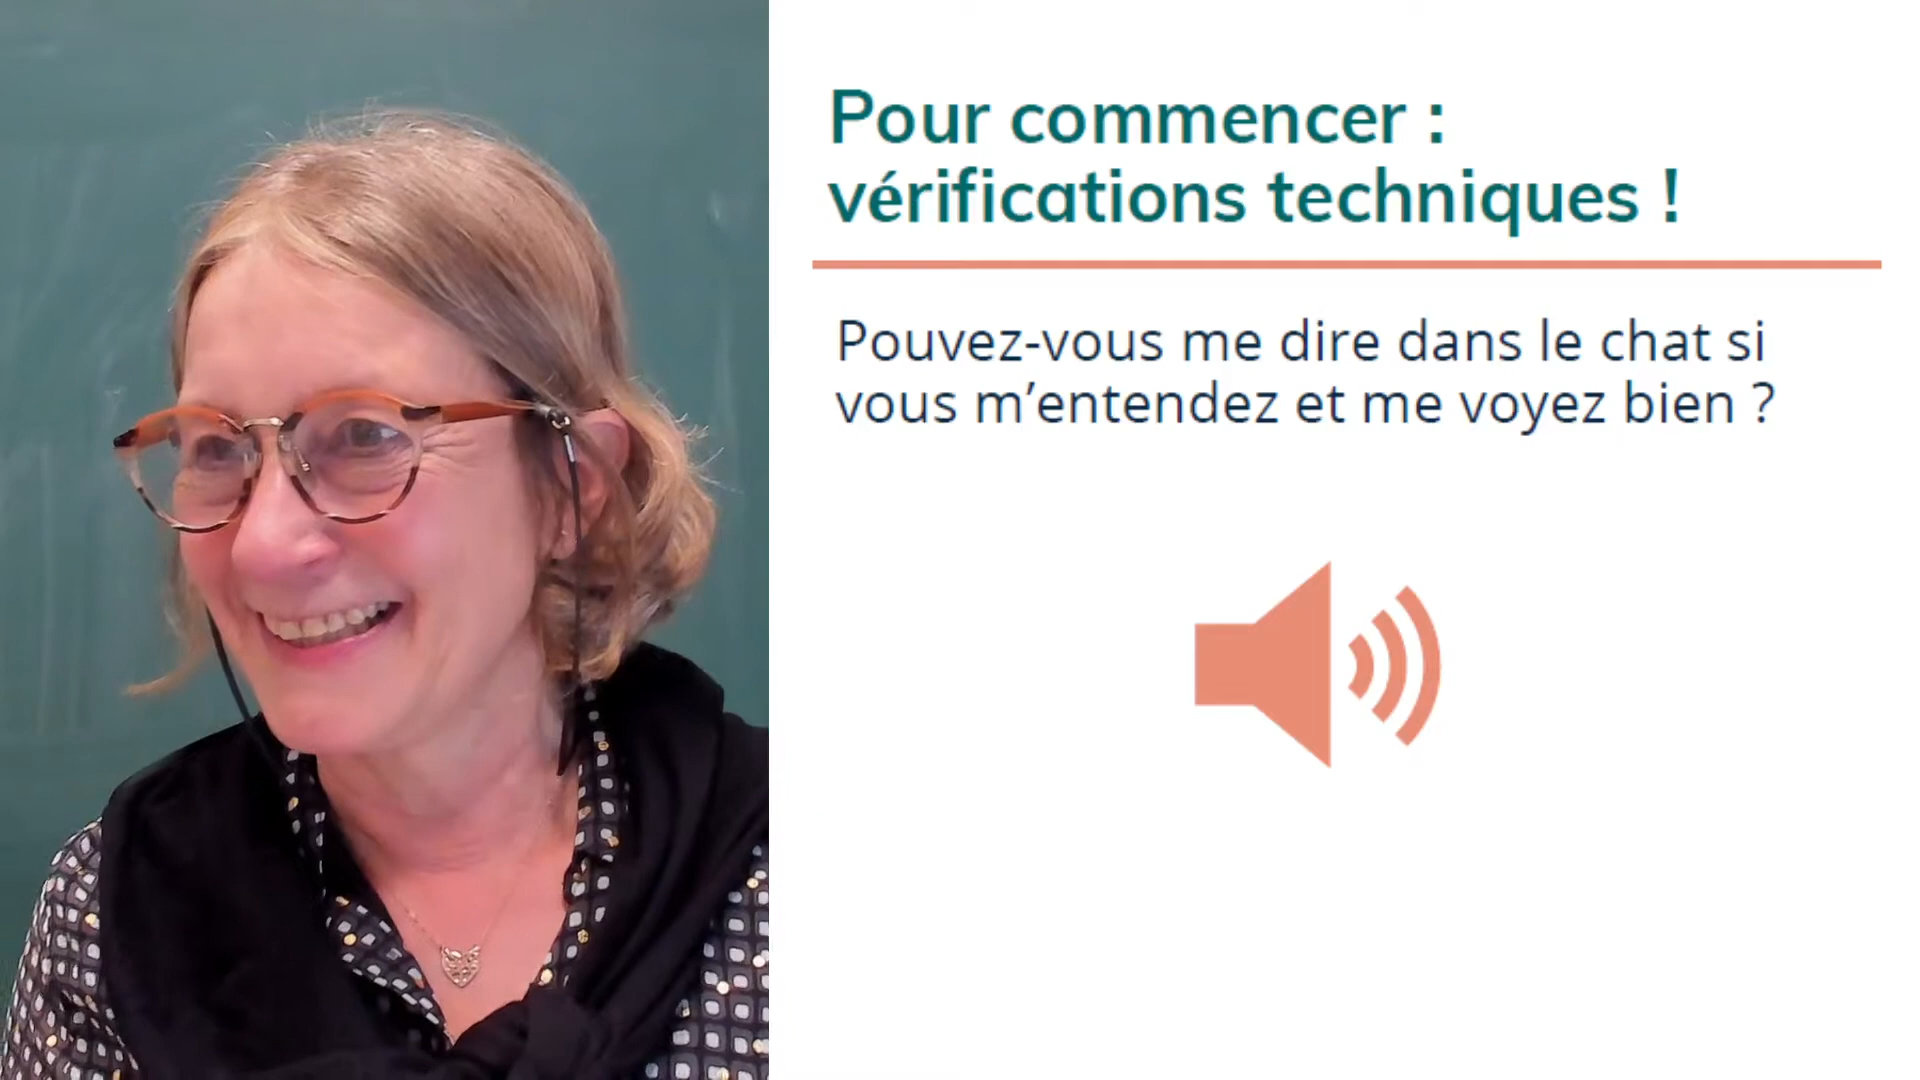 Pour commencer :
vérifications techniques !
Pouvez-vous me dire dans le chat si
vous m’entendez et me voyez bien ?